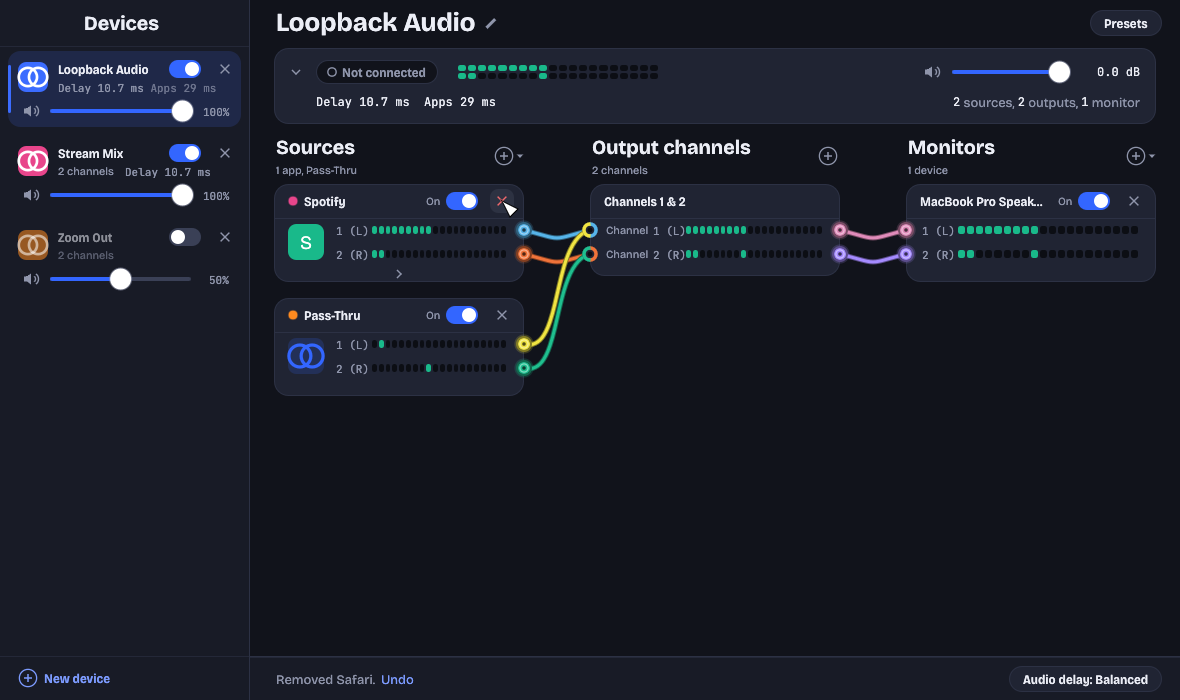 Devices
Loopback Audio
Delay 10.7 ms Apps 29 ms
100%
Stream Mix
2 channels Delay 10.7 ms
100%
Zoom Out
2 channels
50%
New device
Loopback Audio
Presets
Not connected
0.0 dB
Delay 10.7 ms Apps 29 ms
2 sources, 2 outputs, 1 monitor
Sources
1 app, Pass-Thru
Output channels
2 channels
Monitors
1 device
Spotify On
S
1 (L)
2 (R)
Pass-Thru On
1 (L)
2 (R)
Channels 1 & 2
Channel 1 (L)
Channel 2 (R)
MacBook Pro Speak... On
1 (L)
2 (R)
Removed Safari. Undo
Audio delay: Balanced